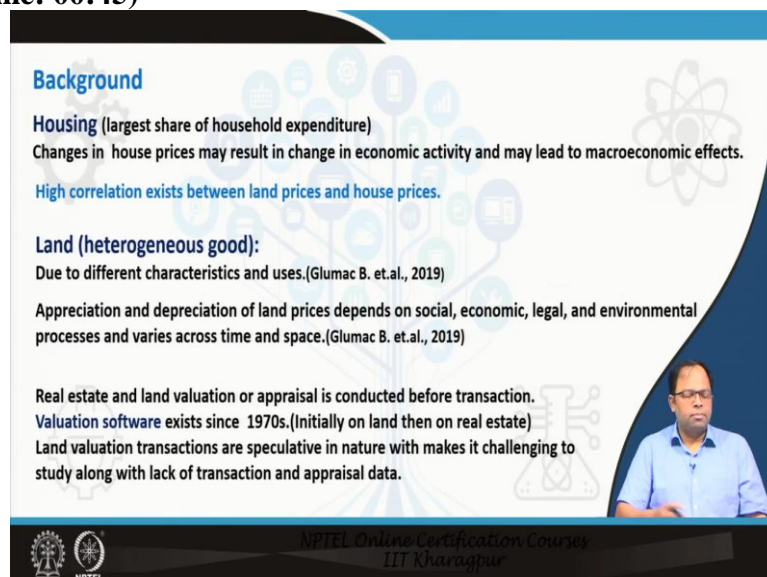 Background
Housing (largest share of household expenditure)
Changes in house prices may result in change in economic activity and may lead to macroeconomic effects.
High correlation exists between land prices and house prices.
Land (heterogeneous good):
Due to different characteristics and uses.(Glumac B. et.al., 2019)
Appreciation and depreciation of land prices depends on social, economic, legal, and environmental
processes and varies across time and space.(Glumac B. et.al., 2019)
Real estate and land valuation or appraisal is conducted before transaction.
Valuation software exists since 1970s.(Initially on land then on real estate)
Land valuation transactions are speculative in nature with makes it challenging to
study along with lack of transaction and appraisal data.
NPTEL Online Certification Courses
IIT Kharagpur
NPTEL